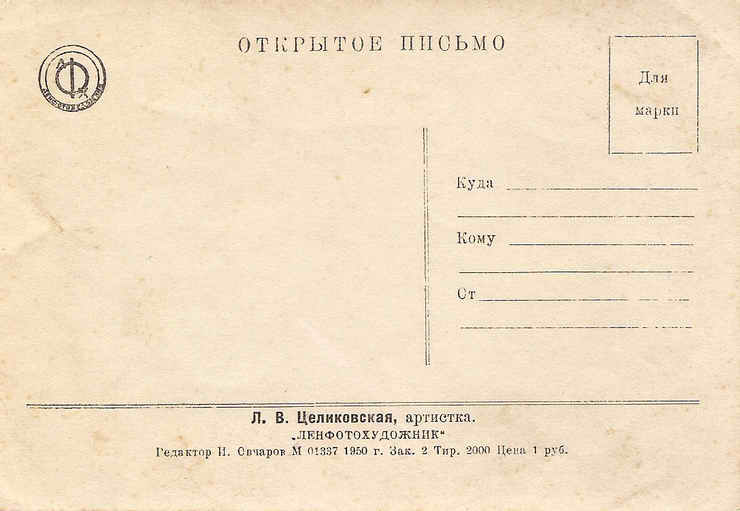 ОТКРЫТОЕ ПИСЬМО
Для
марки
Куда
Кому
От
Л. В. Целиковская, артистка.
„ЛЕНФОТОХУДОЖНИК“
Редактор И. Овчаров М 01337 1950 г. Зак. 2 Тир. 2000 Цена 1 руб.